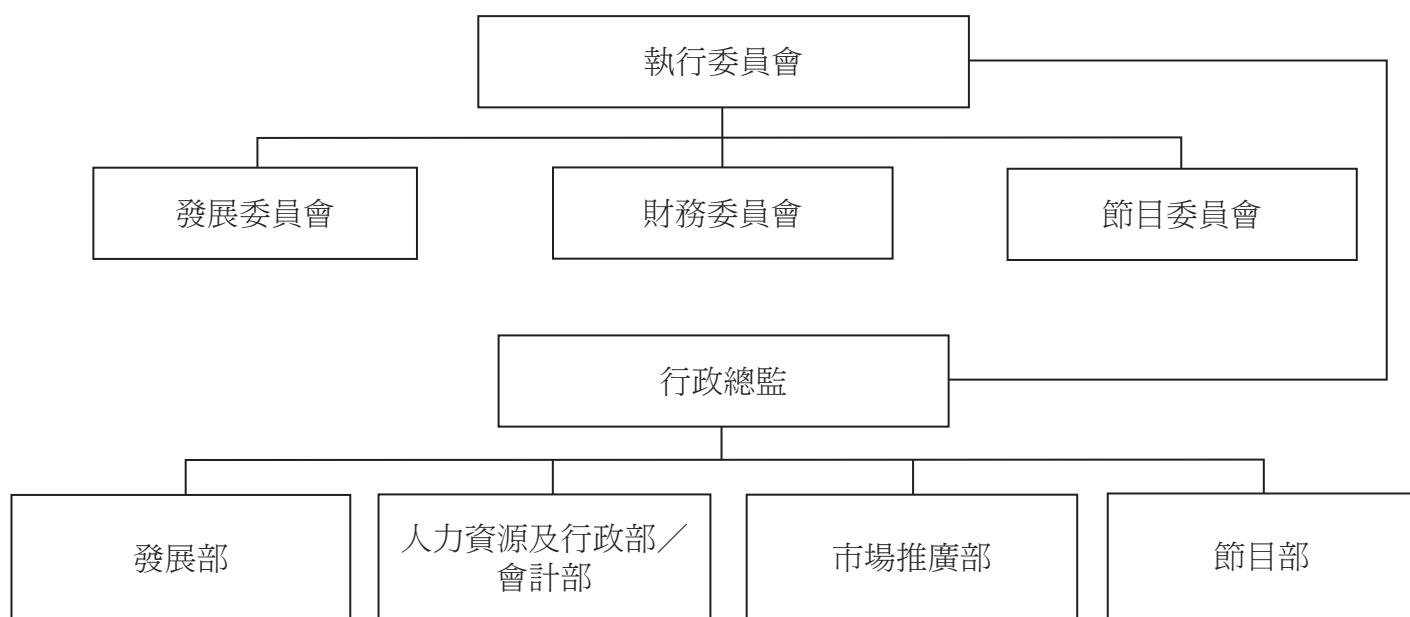 執行委員會
發展委員會
財務委員會
節目委員會
行政總監
發展部
人力資源及行政部／
會計部
市場推廣部
節目部